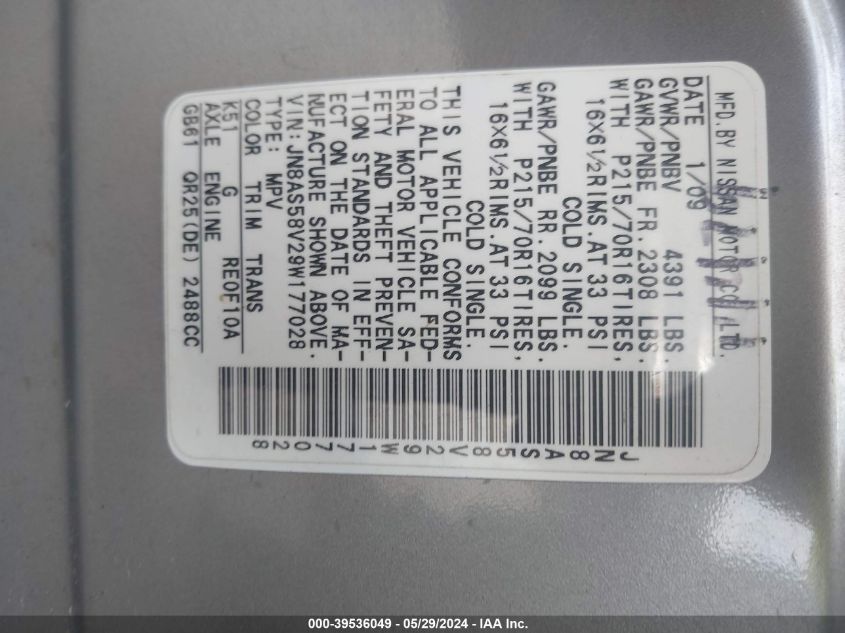 MFD. BY NISSAN MOTOR CO., LTD.
DATE 1/09
GVWR/PNBV 4391 LBS
GAWR/PNBE FR. 2308 LBS.
WITH P215/70R16TIRES,
16X6½RIMS. AT 33 PSI
COLD SINGLE.
GAWR/PNBE RR. 2099 LBS.
WITH P215/70R16TIRES,
16X6½RIMS. AT 33 PSI
COLD SINGLE.
THIS VEHICLE CONFORMS
TO ALL APPLICABLE FED-
ERAL MOTOR VEHICLE SA-
FETY AND THEFT PREVEN-
TION STANDARDS IN EFF-
ECT ON THE DATE OF MA-
NUFACTURE SHOWN ABOVE.
VIN: JN8AS58V29W177028
TYPE: MPV
COLOR TRIM TRANS
K51 G RE0F10A
AXLE ENGINE
GB61 QR25(DE) 2488CC
JN8AS58V29W177028
000-39536049 - 05/29/2024 - IAA Inc.